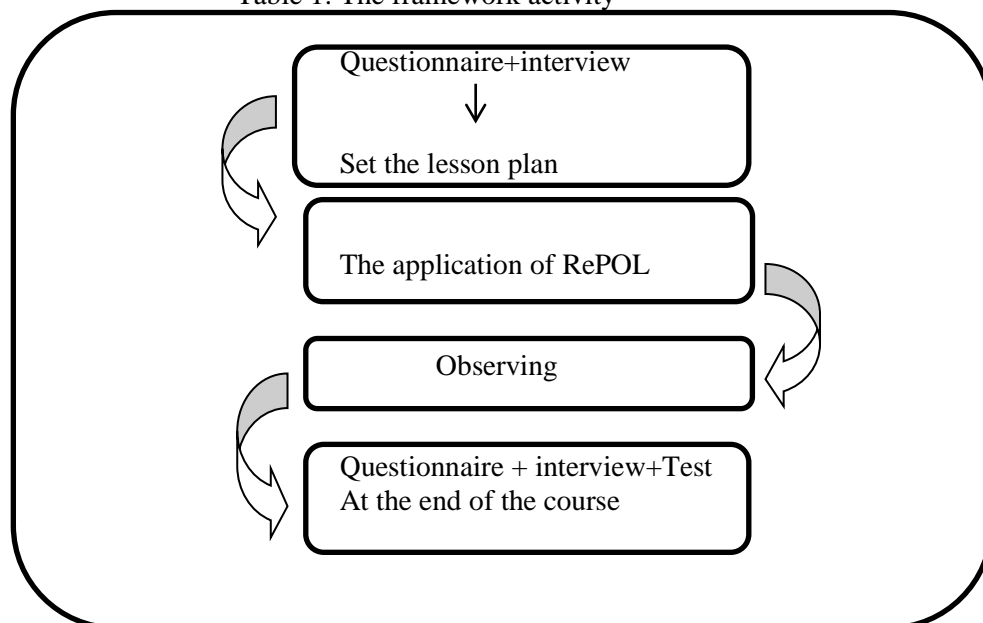 Table 1. The framework activity
Questionnaire+interview
Set the lesson plan
The application of RePOL
Observing
Questionnaire + interview+Test
At the end of the course